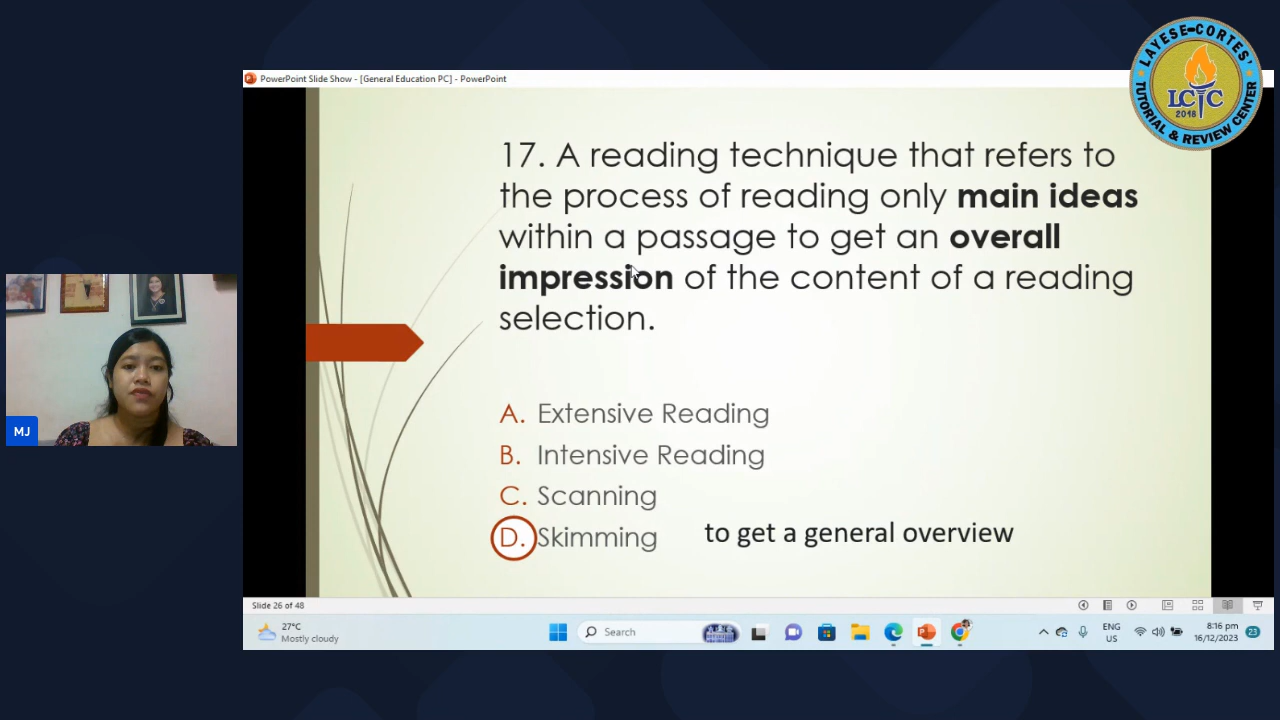 LAYESE-CORTES'
LCTC
2018
TUTORIAL & REVIEW CENTER
PowerPoint Slide Show - [General Education PC] - PowerPoint
17. A reading technique that refers to
the process of reading only main ideas
within a passage to get an overall
impression of the content of a reading
selection.
A. Extensive Reading
B. Intensive Reading
C. Scanning
D. Skimming to get a general overview
MJ
Slide 26 of 48
27°C
Mostly cloudy
Search
ENG
US
8:16 pm
16/12/2023
23